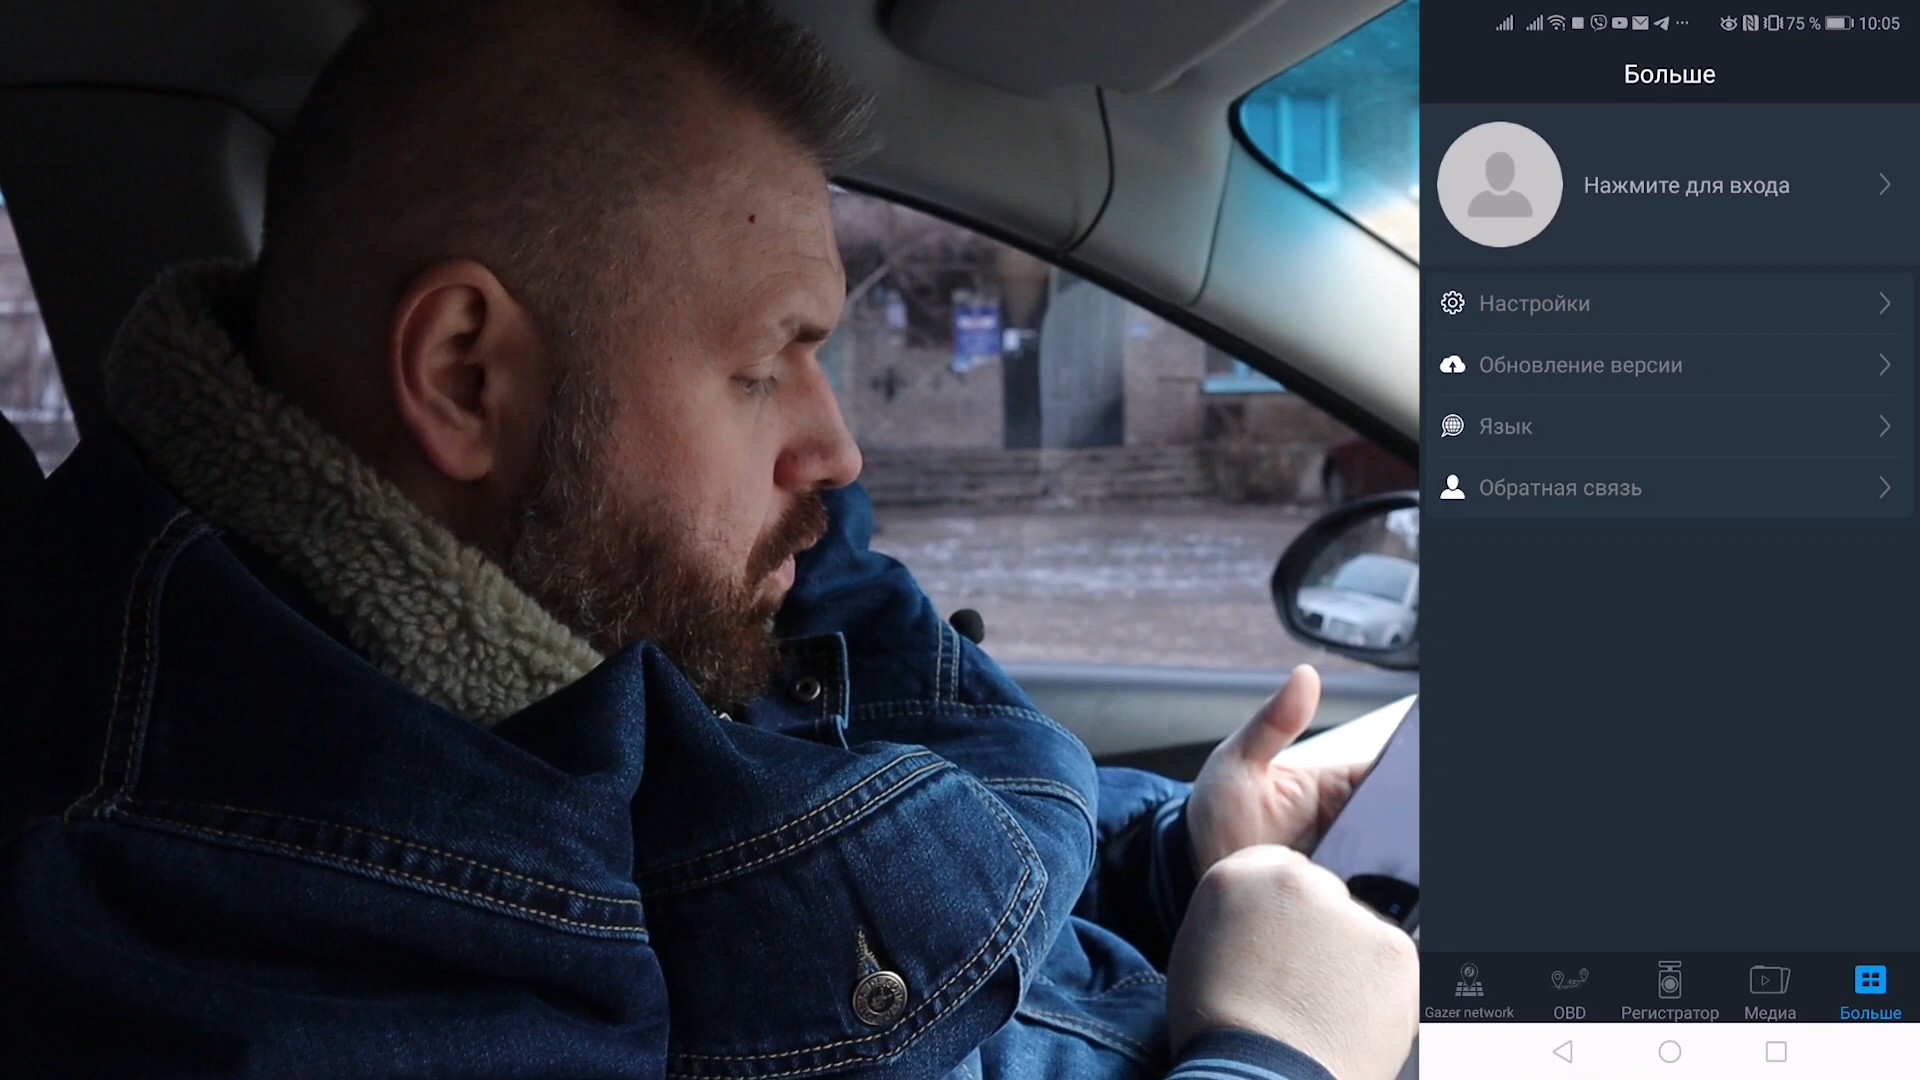 75 % 10:05
Больше
Нажмите для входа
Настройки
Обновление версии
Язык
Обратная связь
Gazer network OBD Регистратор Медиа Больше